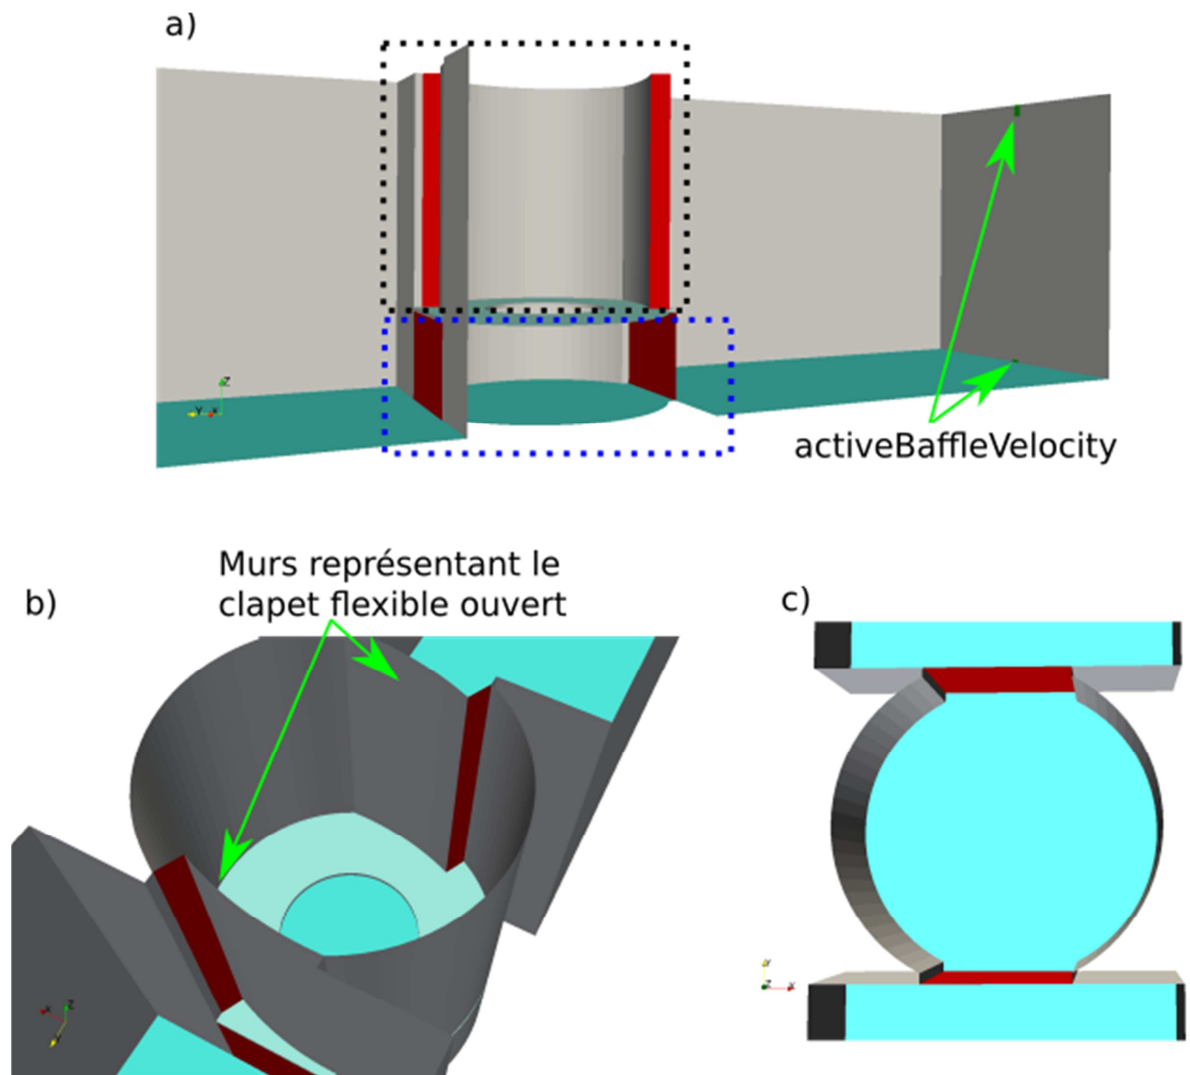 a)
activeBaffleVelocity
Murs représentant le
clapet flexible ouvert
b)
c)